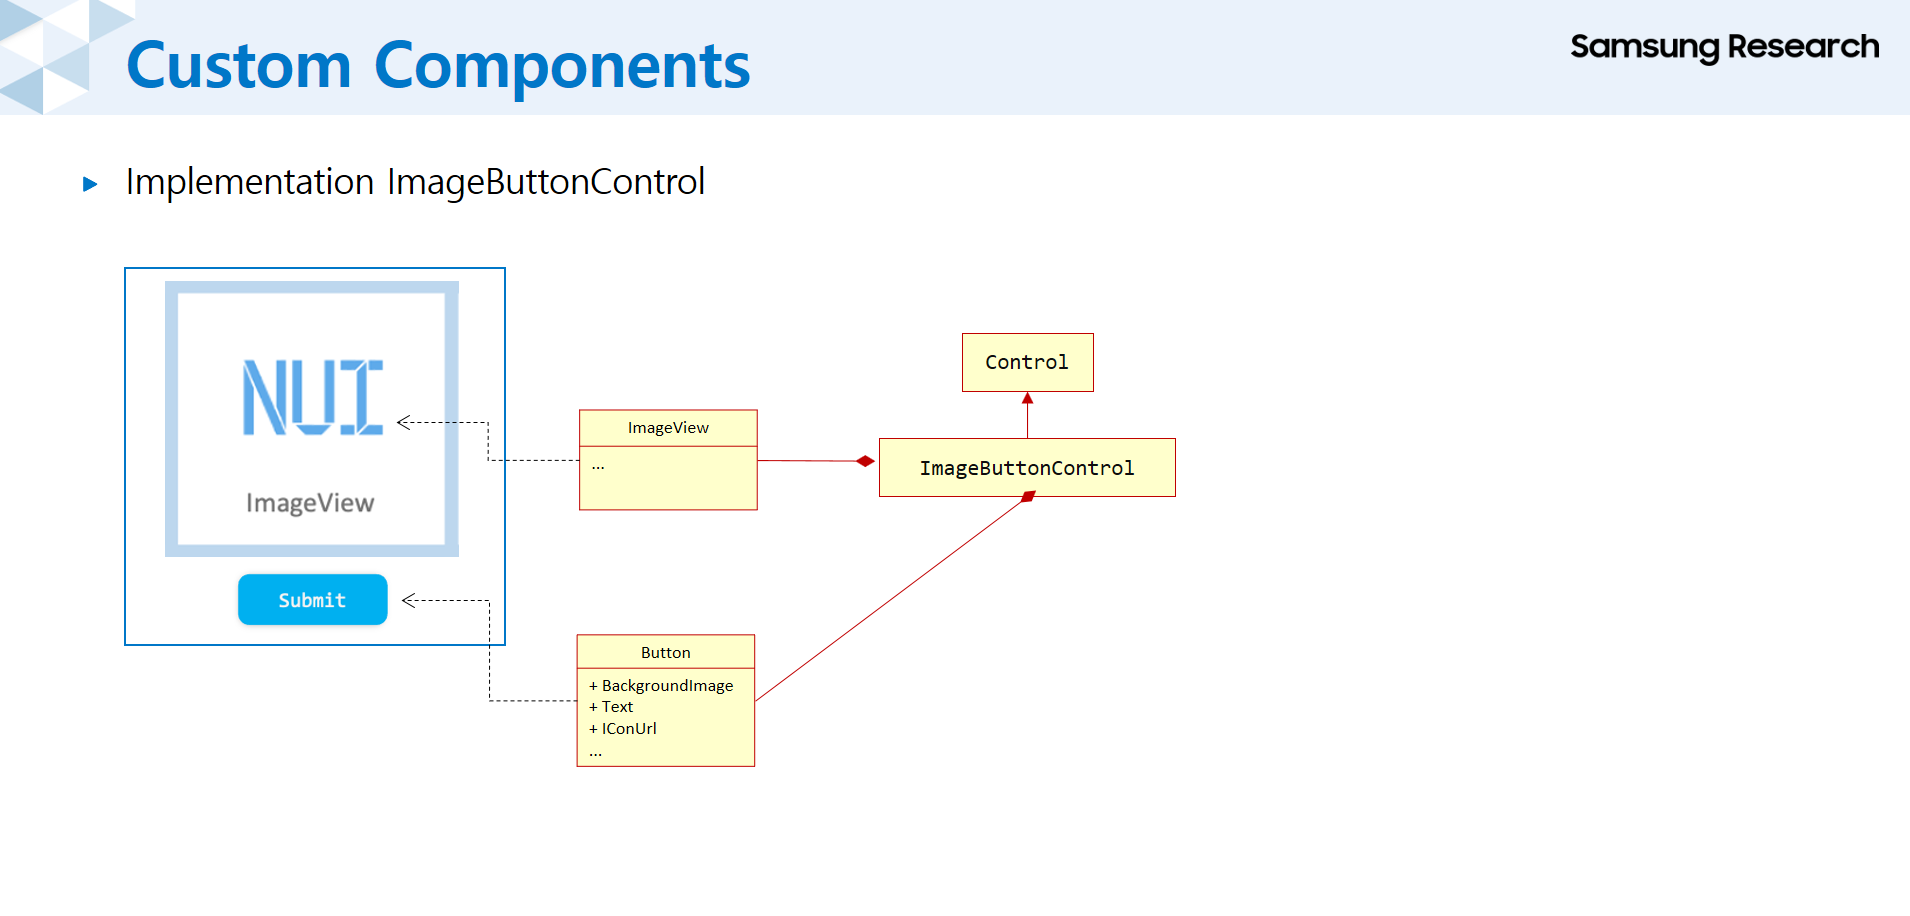 Custom Components
Samsung Research
Implementation ImageButtonControl
NUI
ImageView
Submit
ImageView
...
Button
+ BackgroundImage
+ Text
+ IConUrl
...
Control
ImageButtonControl